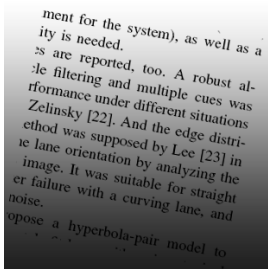 ment for the system), as well as a
ity is needed.
are reported, too. A robust al-
filtering and multiple cues was
rformance under different situations
Zelinsky [22]. And the edge distri-
ethod was supposed by Lee [23] in
lane orientation by analyzing the
image. It was suitable for straight
er failure with a curving lane, and
noise.
opose a hyperbola-pair model to